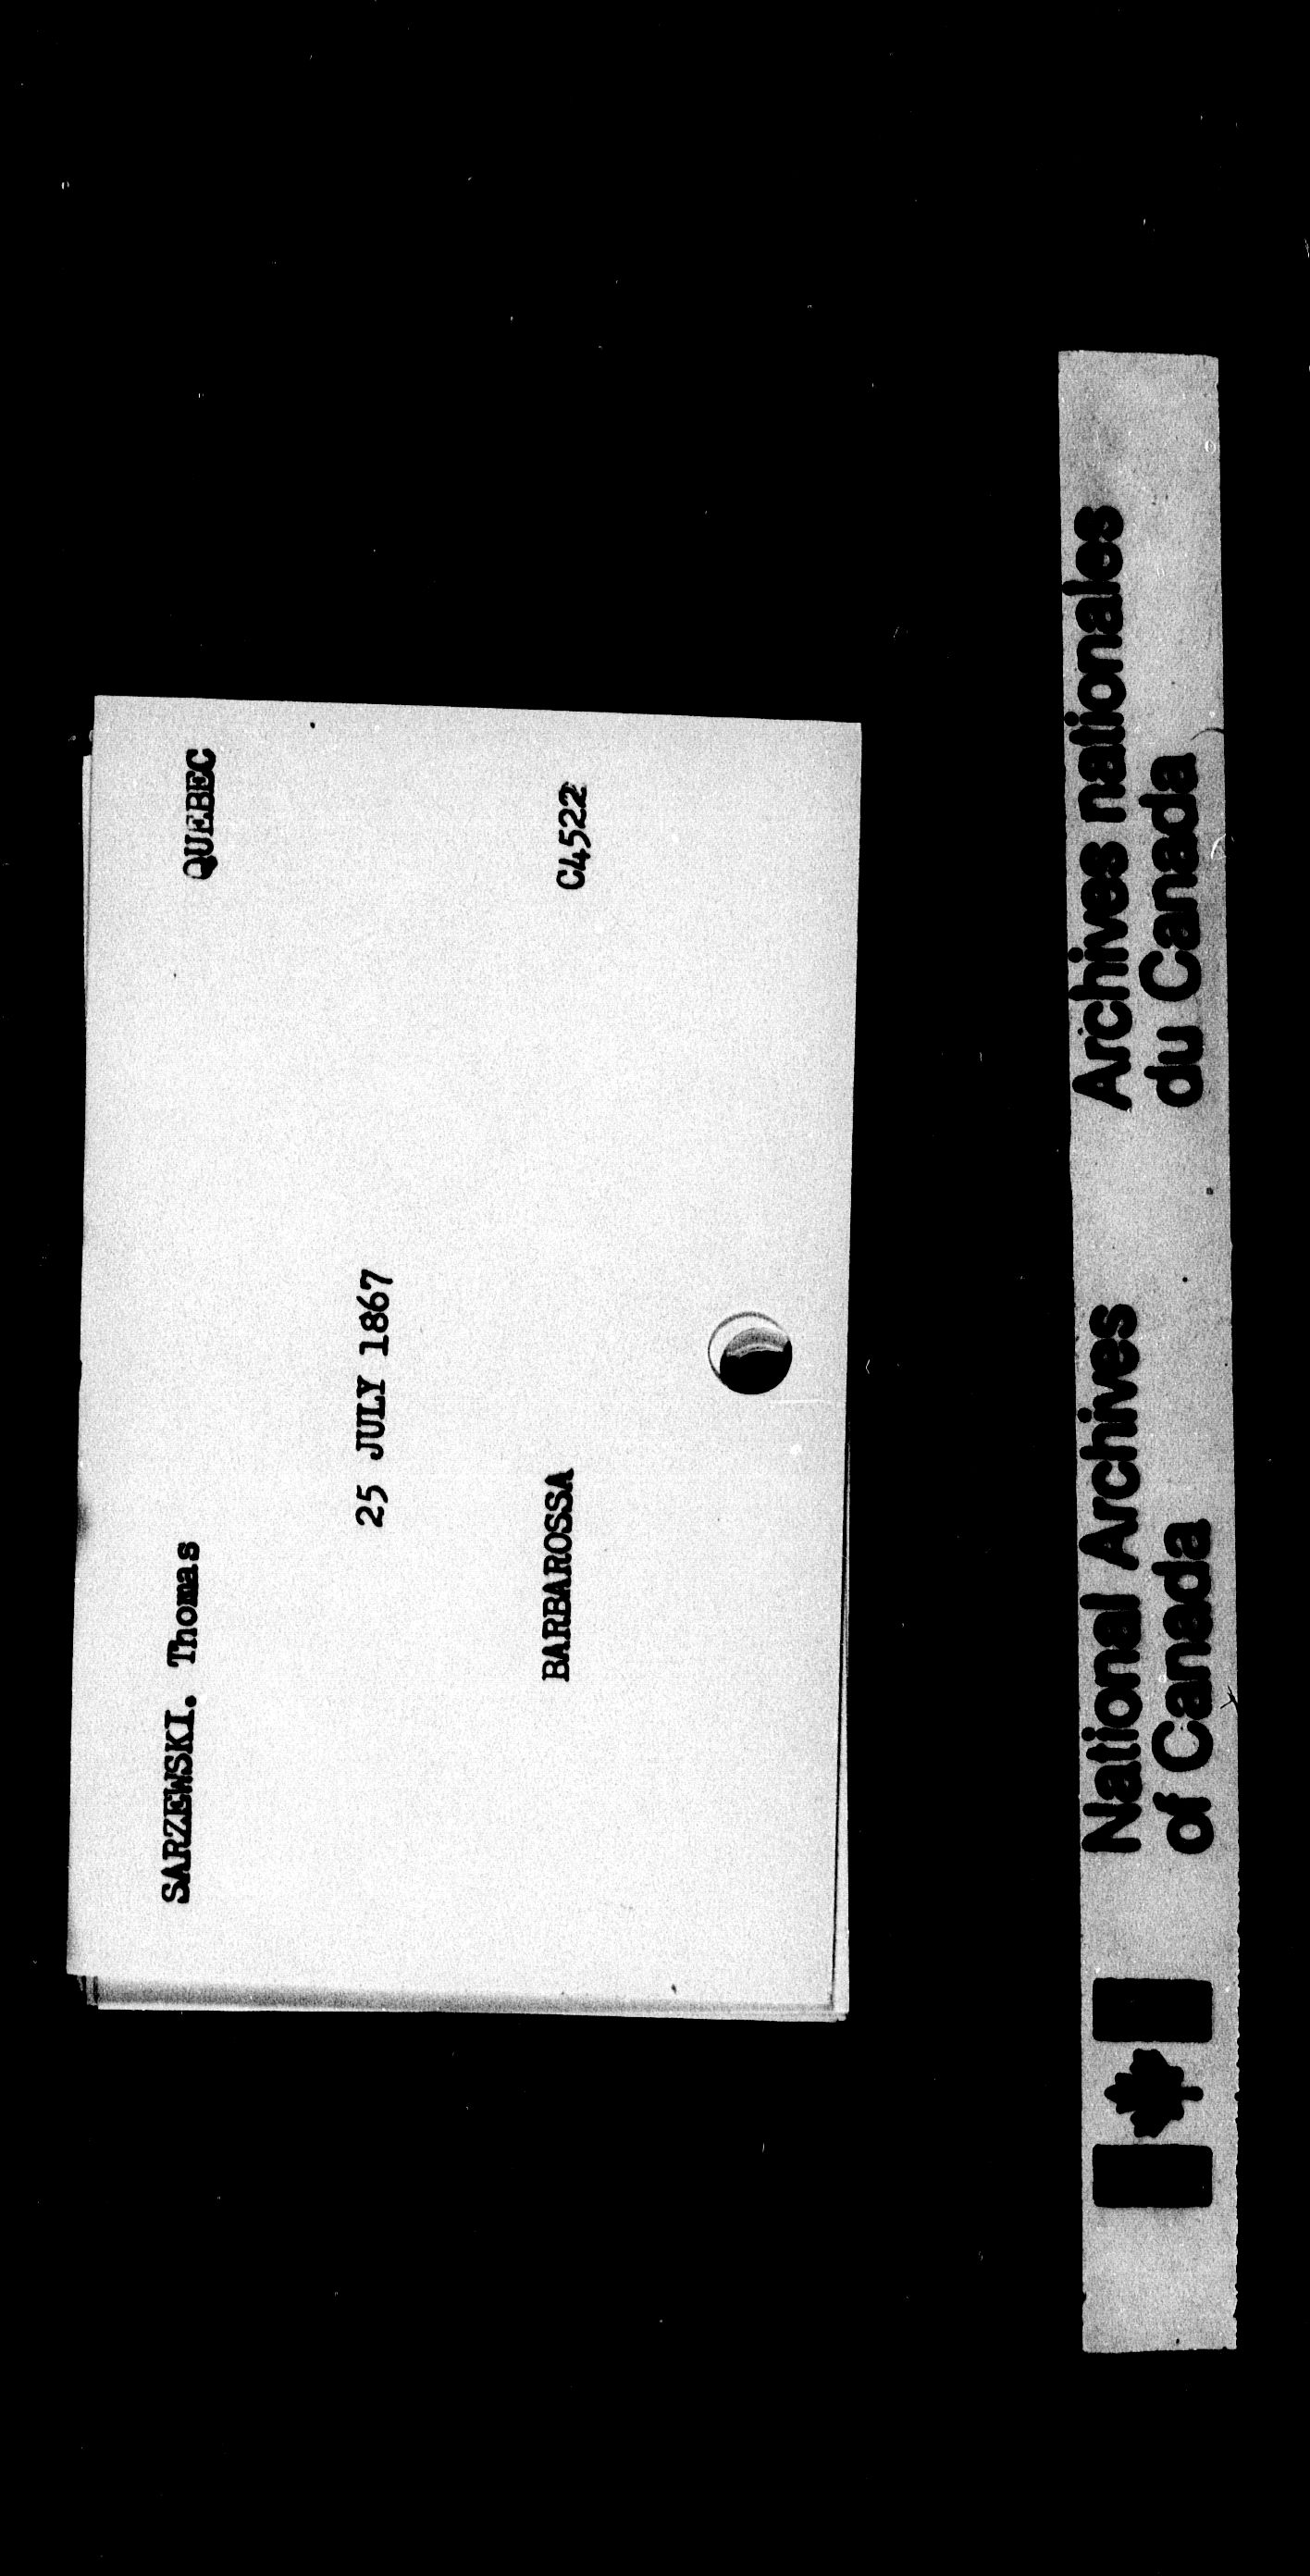 SARZEWSKI. Thomas QUEBEC
25 JULY 1867
BARBAROSSA C4522
National Archives
of Canada
Archives nationales
du Canada